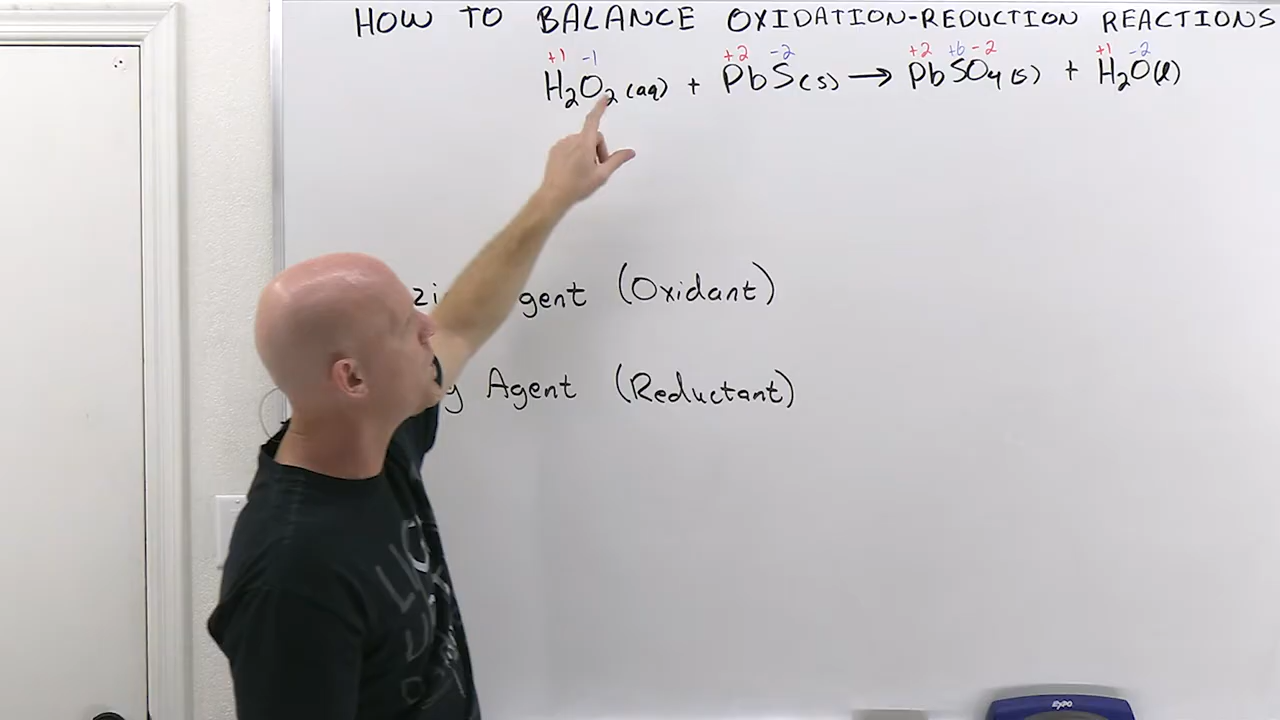 HOW TO BALANCE OXIDATION-REDUCTION REACTIONS
+1 -1 +2 -2 +2 +6 -2 +1 -2
H₂O₂(aq) + PbS(s) → PbSO₄(s) + H₂O(l)
zi gent (Oxidant)
g Agent (Reductant)
EXPO